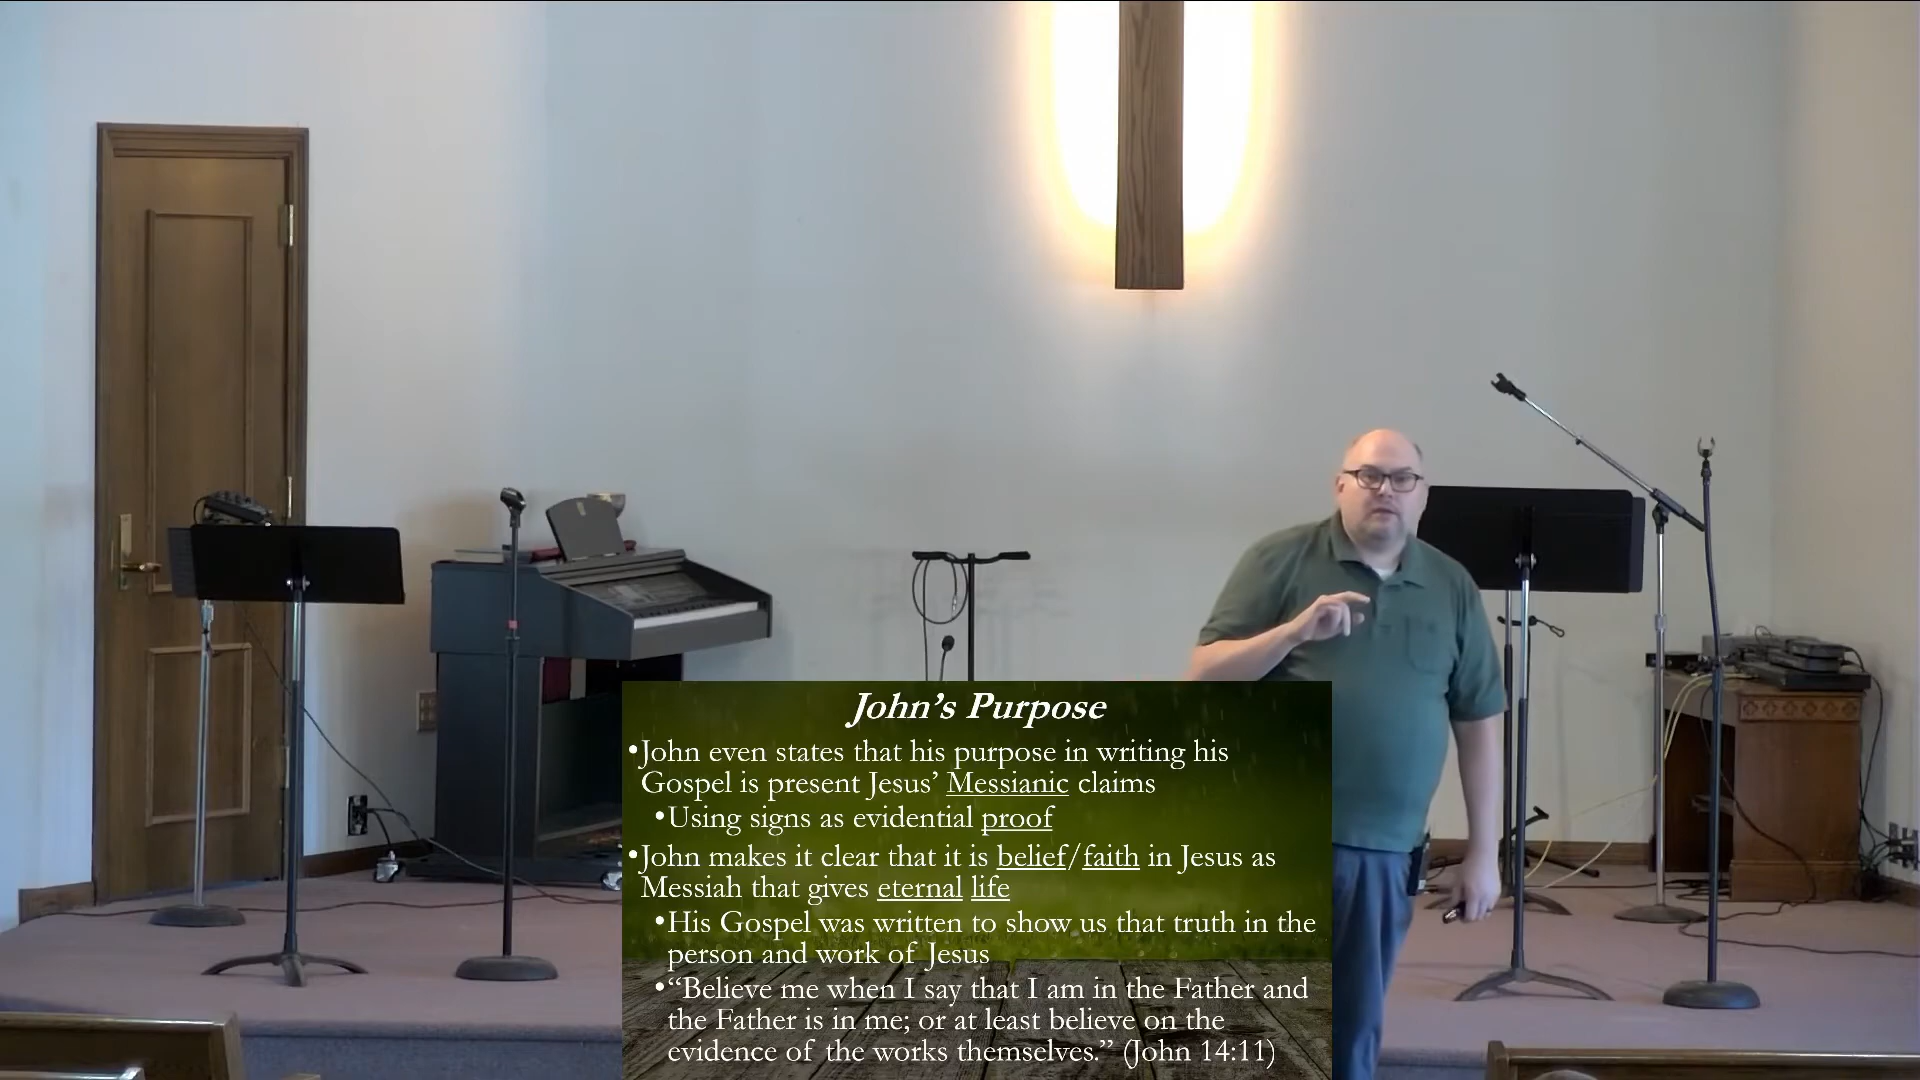 John's Purpose
•John even states that his purpose in writing his
Gospel is present Jesus' Messianic claims
•Using signs as evidential proof
•John makes it clear that it is belief/faith in Jesus as
Messiah that gives eternal life
•His Gospel was written to show us that truth in the
person and work of Jesus
•“Believe me when I say that I am in the Father and
the Father is in me; or at least believe on the
evidence of the works themselves.” (John 14:11)